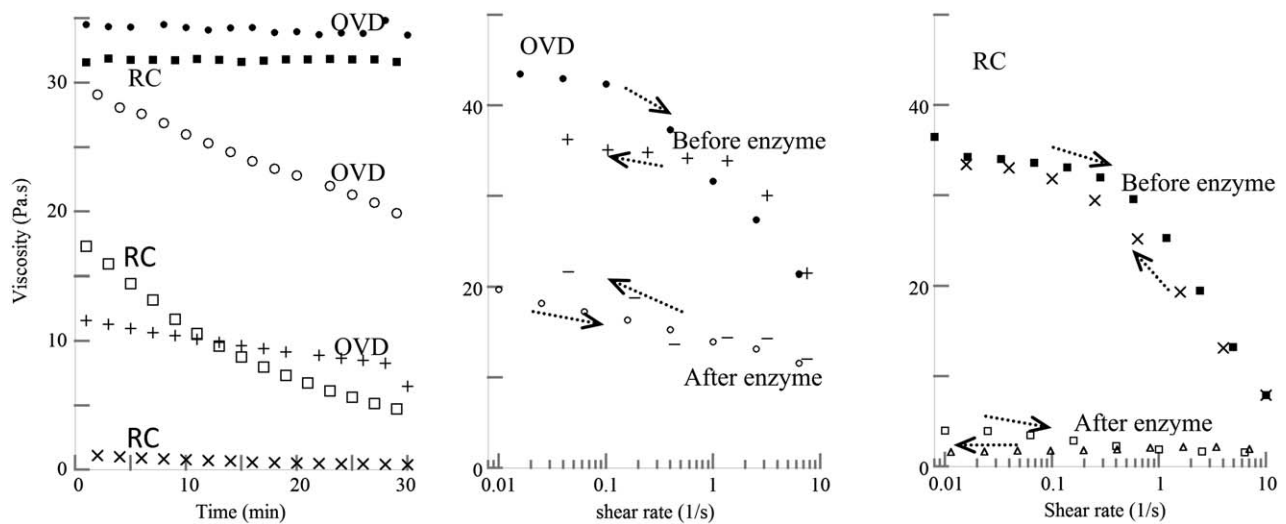 OVD
RC
OVD
RC
OVD
RC
30
20
10
0
0
10
20
30
Viscosity (Pa.s)
Time (min)
OVD
Before enzyme
After enzyme
40
20
0
0.01
0.1
1
10
shear rate (1/s)
RC
Before enzyme
After enzyme
40
20
0
0.01
0.1
1
10
Shear rate (1/s)